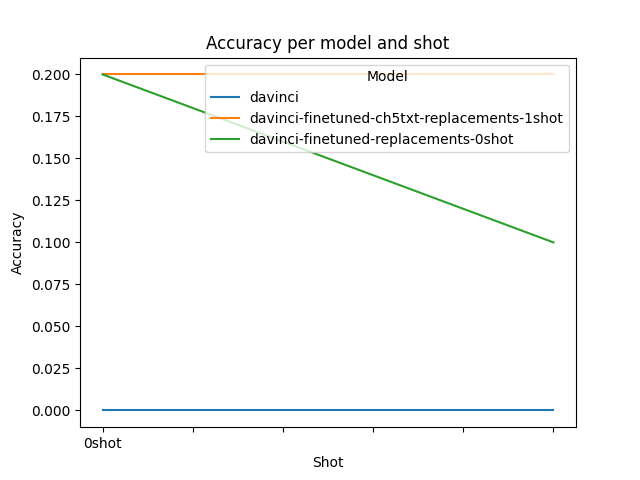 Accuracy per model and shot
Model
davinci
davinci-finetuned-ch5txt-replacements-1shot
davinci-finetuned-replacements-0shot
Accuracy
0.200
0.175
0.150
0.125
0.100
0.075
0.050
0.025
0.000
0shot
Shot